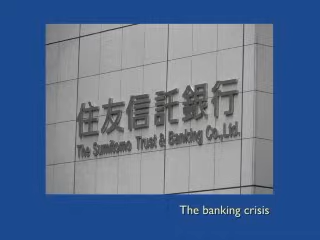 住友信託銀行
The Sumitomo Trust & Banking Co.,Ltd.
The banking crisis